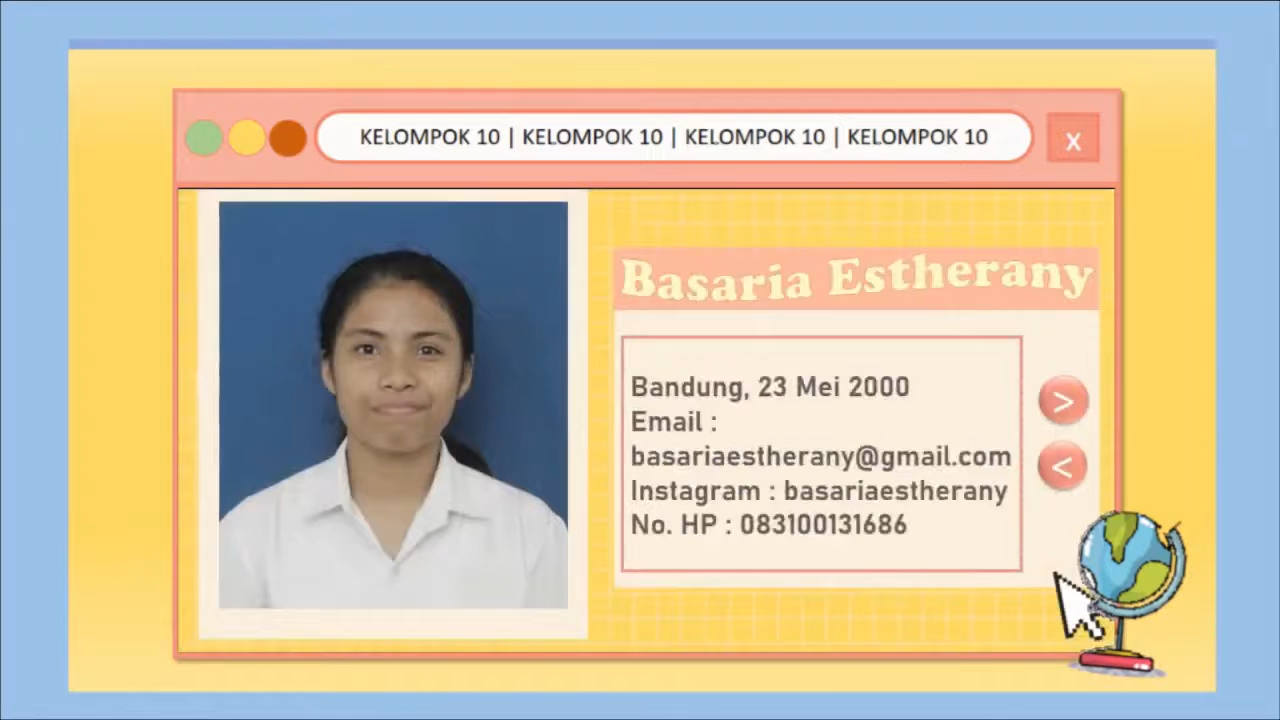 KELOMPOK 10 | KELOMPOK 10 | KELOMPOK 10 | KELOMPOK 10
x
Basaria Estherany
Bandung, 23 Mei 2000
Email :
basariaestherany@gmail.com
Instagram : basariaestherany
No. HP : 083100131686
>
<